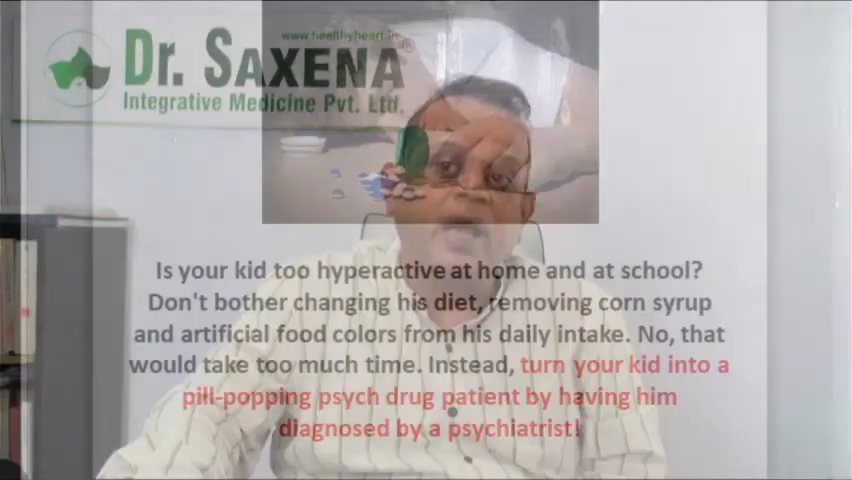 www.healthyheart.in
Dr. SAXENA®
Integrative Medicine Pvt. Ltd.
Is your kid too hyperactive at home and at school?
Don't bother changing his diet, removing corn syrup
and artificial food colors from his daily intake. No, that
would take too much time. Instead, turn your kid into a
pill-popping psych drug patient by having him
diagnosed by a psychiatrist!